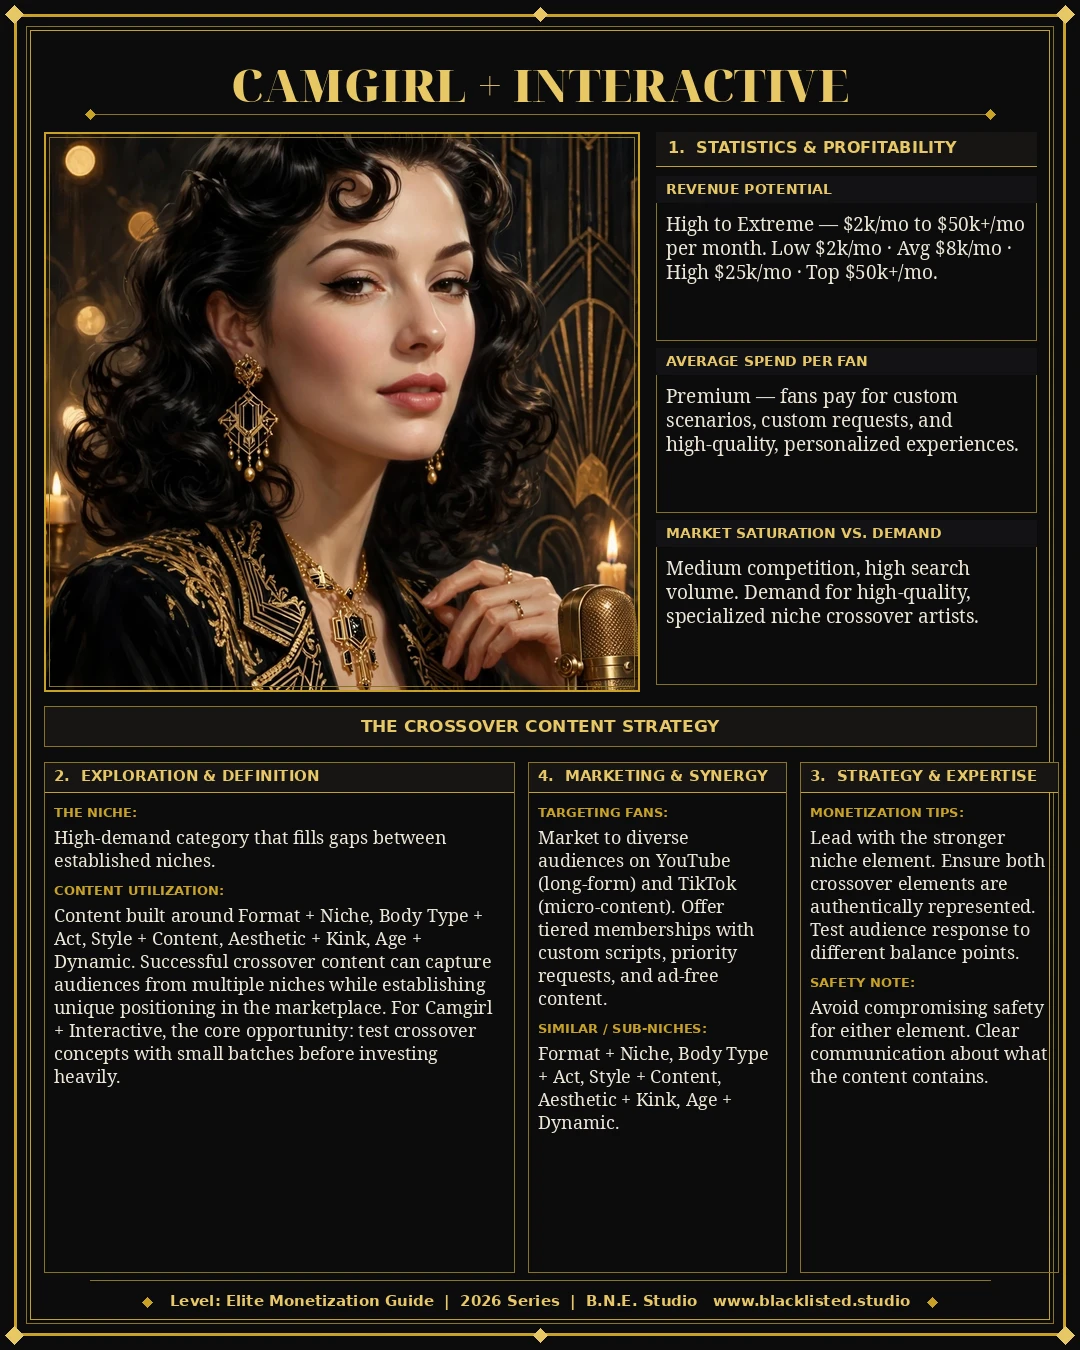 CAMGIRL + INTERACTIVE
1. STATISTICS & PROFITABILITY
REVENUE POTENTIAL
High to Extreme — $2k/mo to $50k+/mo
per month. Low $2k/mo · Avg $8k/mo ·
High $25k/mo · Top $50k+/mo.
AVERAGE SPEND PER FAN
Premium — fans pay for custom
scenarios, custom requests, and
high-quality, personalized experiences.
MARKET SATURATION VS. DEMAND
Medium competition, high search
volume. Demand for high-quality,
specialized niche crossover artists.
THE CROSSOVER CONTENT STRATEGY
2. EXPLORATION & DEFINITION
THE NICHE:
High-demand category that fills gaps between
established niches.
CONTENT UTILIZATION:
Content built around Format + Niche, Body Type +
Act, Style + Content, Aesthetic + Kink, Age +
Dynamic. Successful crossover content can capture
audiences from multiple niches while establishing
unique positioning in the marketplace. For Camgirl
+ Interactive, the core opportunity: test crossover
concepts with small batches before investing
heavily.
4. MARKETING & SYNERGY
TARGETING FANS:
Market to diverse
audiences on YouTube
(long-form) and TikTok
(micro-content). Offer
tiered memberships with
custom scripts, priority
requests, and ad-free
content.
SIMILAR / SUB-NICHES:
Format + Niche, Body Type
+ Act, Style + Content,
Aesthetic + Kink, Age +
Dynamic.
3. STRATEGY & EXPERTISE
MONETIZATION TIPS:
Lead with the stronger
niche element. Ensure both
crossover elements are
authentically represented.
Test audience response to
different balance points.
SAFETY NOTE:
Avoid compromising safety
for either element. Clear
communication about what
the content contains.
Level: Elite Monetization Guide | 2026 Series | B.N.E. Studio www.blacklisted.studio